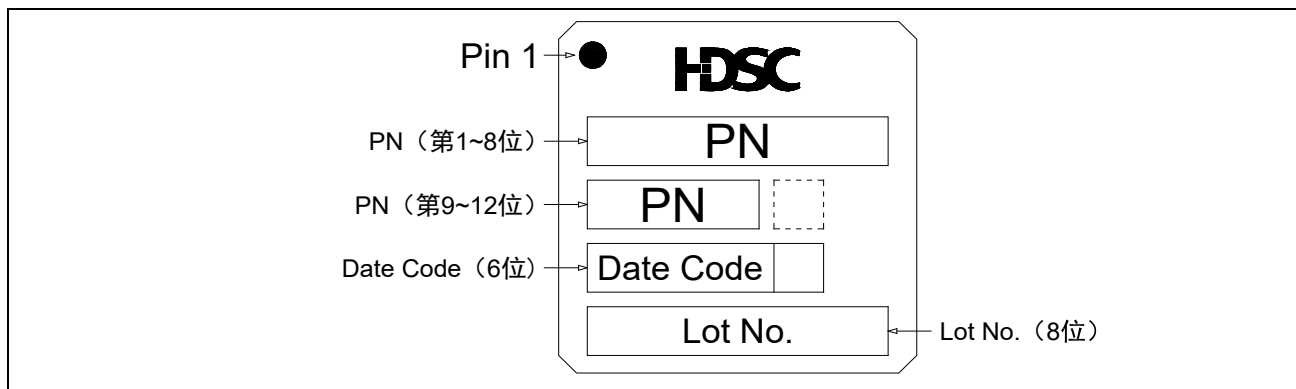 Pin 1
HDSC
PN（第1~8位）
PN
PN（第9~12位）
PN
Date Code（6位）
Date Code
Lot No.
Lot No.（8位）